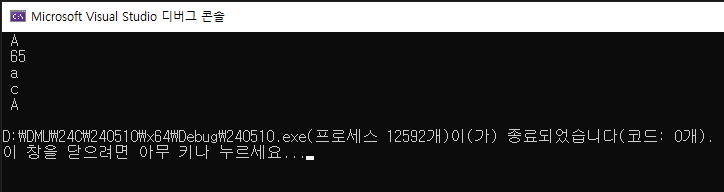 Microsoft Visual Studio 디버그 콘솔
A
65
a
c
A
D:₩DMU₩24C₩240510₩x64₩Debug₩240510.exe(프로세스 12592개)이(가) 종료되었습니다(코드: 0개).
이 창을 닫으려면 아무 키나 누르세요...